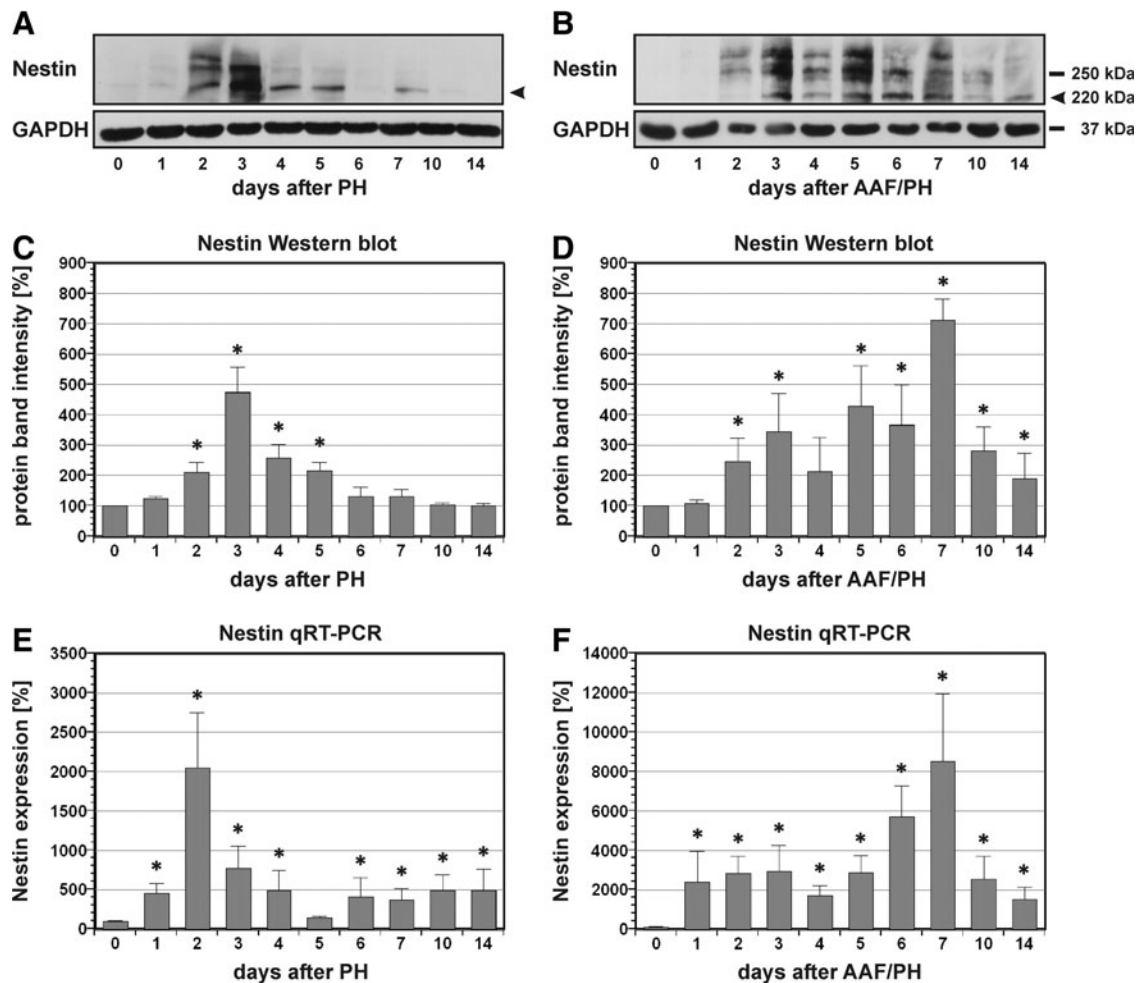 A
Nestin
GAPDH
0 1 2 3 4 5 6 7 10 14
days after PH
B
Nestin
250 kDa
220 kDa
GAPDH
37 kDa
0 1 2 3 4 5 6 7 10 14
days after AAF/PH
C
Nestin Western blot
protein band intensity [%]
900
800
700
600
500
400
300
200
100
0
* * * *
0 1 2 3 4 5 6 7 10 14
days after PH
D
Nestin Western blot
protein band intensity [%]
900
800
700
600
500
400
300
200
100
0
* * * * * * *
0 1 2 3 4 5 6 7 10 14
days after AAF/PH
E
Nestin qRT-PCR
Nestin expression [%]
3500
3000
2500
2000
1500
1000
500
0
* * * * * * * *
0 1 2 3 4 5 6 7 10 14
days after PH
F
Nestin qRT-PCR
Nestin expression [%]
14000
12000
10000
8000
6000
4000
2000
0
* * * * * * * * *
0 1 2 3 4 5 6 7 10 14
days after AAF/PH